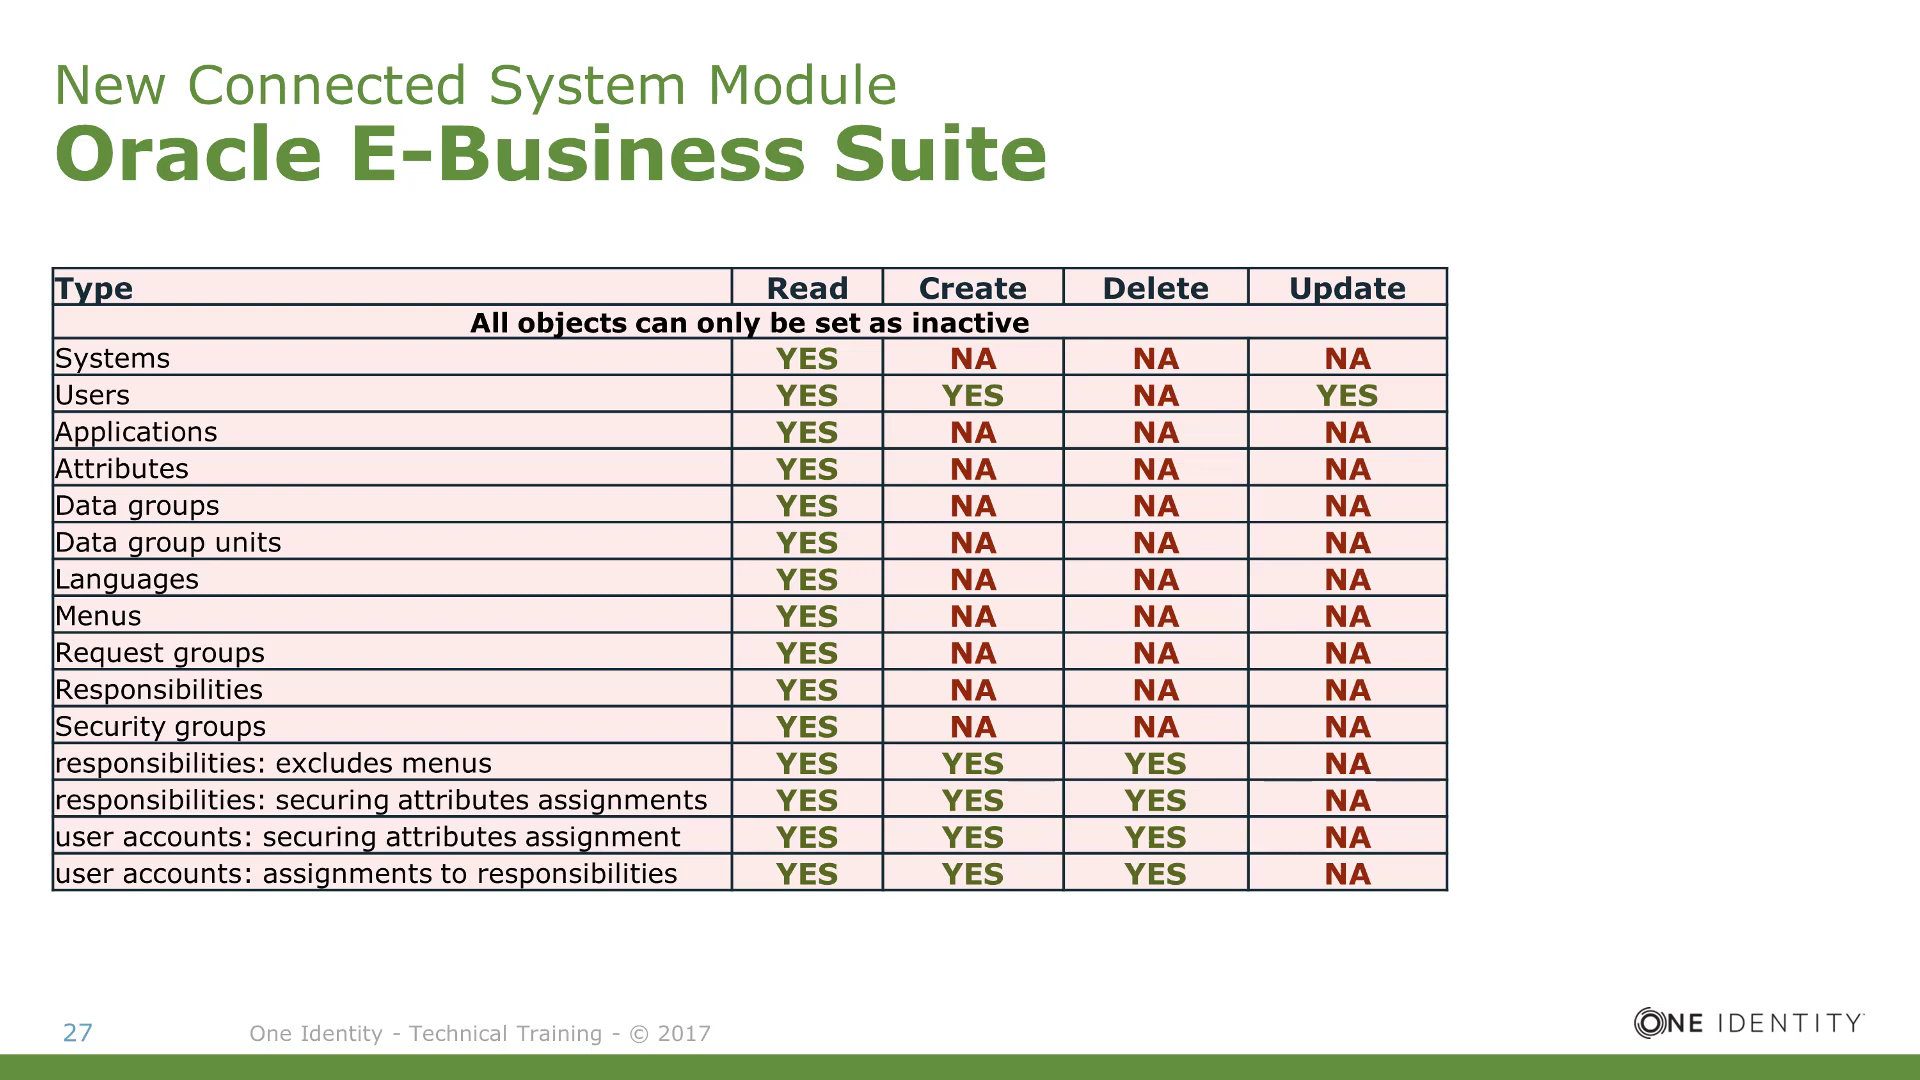 New Connected System Module
Oracle E-Business Suite
Type Read Create Delete Update
All objects can only be set as inactive
Systems YES NA NA NA
Users YES YES NA YES
Applications YES NA NA NA
Attributes YES NA NA NA
Data groups YES NA NA NA
Data group units YES NA NA NA
Languages YES NA NA NA
Menus YES NA NA NA
Request groups YES NA NA NA
Responsibilities YES NA NA NA
Security groups YES NA NA NA
responsibilities: excludes menus YES YES YES NA
responsibilities: securing attributes assignments YES YES YES NA
user accounts: securing attributes assignment YES YES YES NA
user accounts: assignments to responsibilities YES YES YES NA
27 One Identity - Technical Training - © 2017
ONE IDENTITY